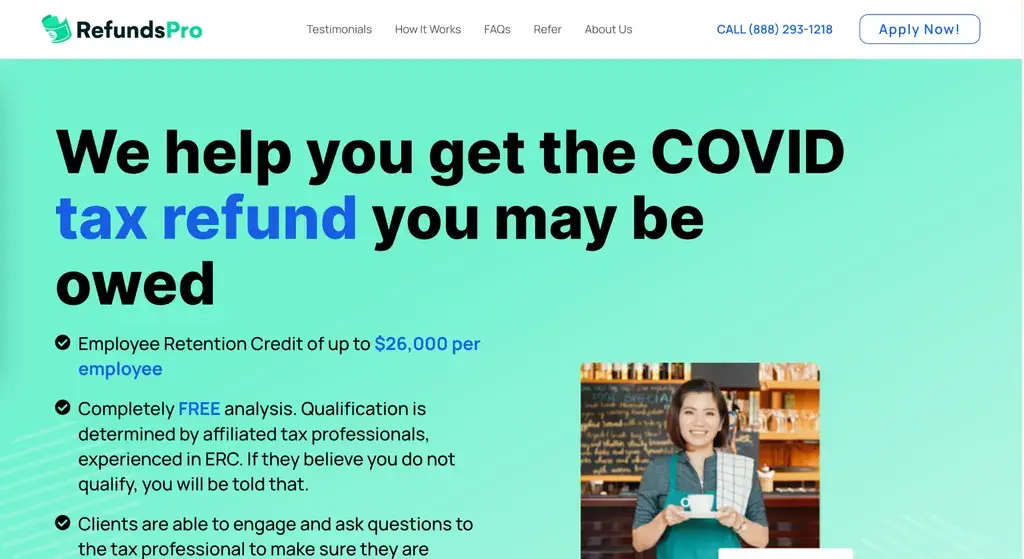 RefundsPro
Testimonials
How It Works
FAQs
Refer
About Us
CALL (888) 293-1218
Apply Now!
We help you get the COVID
tax refund you may be
owed
Employee Retention Credit of up to $26,000 per
employee
Completely FREE analysis. Qualification is
determined by affiliated tax professionals,
experienced in ERC. If they believe you do not
qualify, you will be told that.
Clients are able to engage and ask questions to
the tax professional to make sure they are